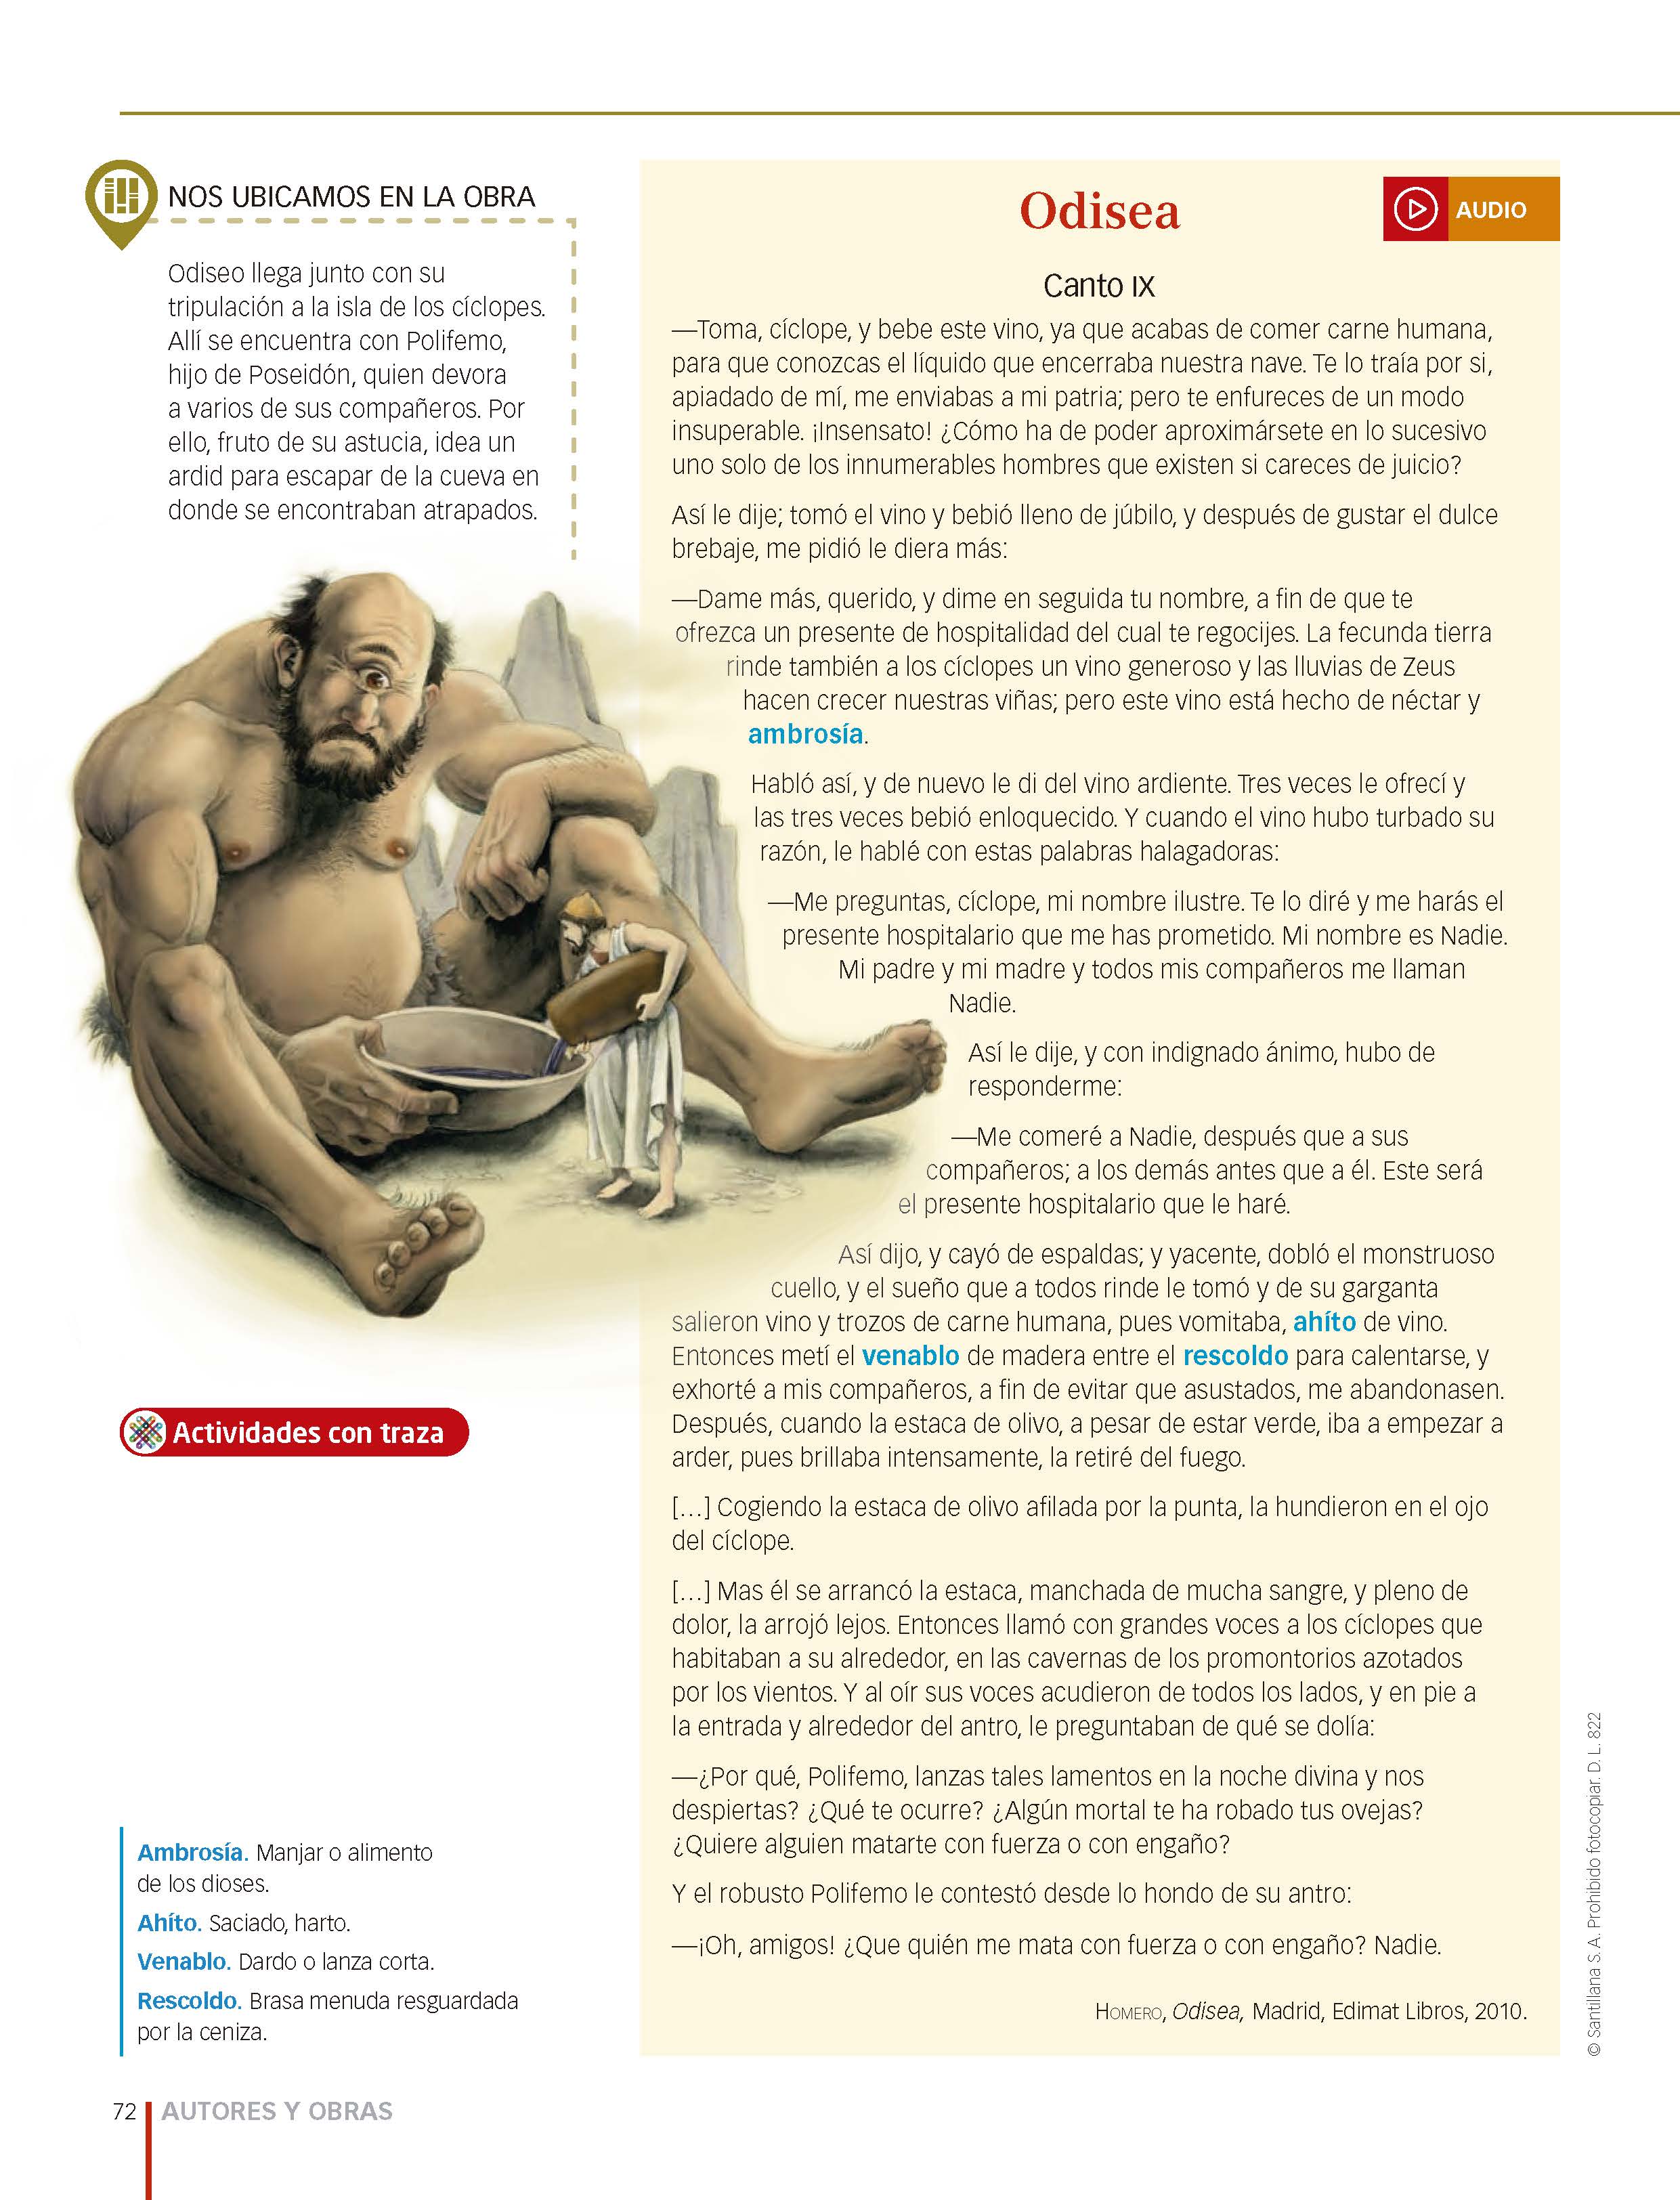 NOS UBICAMOS EN LA OBRA
Odiseo llega junto con su
tripulación a la isla de los cíclopes.
Allí se encuentra con Polifemo,
hijo de Poseidón, quien devora
a varios de sus compañeros. Por
ello, fruto de su astucia, idea un
ardid para escapar de la cueva en
donde se encontraban atrapados.
Actividades con traza
Ambrosía. Manjar o alimento
de los dioses.
Ahíto. Saciado, harto.
Venablo. Dardo o lanza corta.
Rescoldo. Brasa menuda resguardada
por la ceniza.
Odisea
AUDIO
Canto IX
—Toma, cíclope, y bebe este vino, ya que acabas de comer carne humana,
para que conozcas el líquido que encerraba nuestra nave. Te lo traía por si,
apiadado de mí, me enviabas a mi patria; pero te enfureces de un modo
insuperable. ¡Insensato! ¿Cómo ha de poder aproximársete en lo sucesivo
uno solo de los innumerables hombres que existen si careces de juicio?
Así le dije; tomó el vino y bebió lleno de júbilo, y después de gustar el dulce
brebaje, me pidió le diera más:
—Dame más, querido, y dime en seguida tu nombre, a fin de que te
ofrezca un presente de hospitalidad del cual te regocijes. La fecunda tierra
rinde también a los cíclopes un vino generoso y las lluvias de Zeus
hacen crecer nuestras viñas; pero este vino está hecho de néctar y
ambrosía.
Habló así, y de nuevo le di del vino ardiente. Tres veces le ofrecí y
las tres veces bebió enloquecido. Y cuando el vino hubo turbado su
razón, le hablé con estas palabras halagadoras:
—Me preguntas, cíclope, mi nombre ilustre. Te lo diré y me harás el
presente hospitalario que me has prometido. Mi nombre es Nadie.
Mi padre y mi madre y todos mis compañeros me llaman
Nadie.
Así le dije, y con indignado ánimo, hubo de
responderme:
—Me comeré a Nadie, después que a sus
compañeros; a los demás antes que a él. Este será
el presente hospitalario que le haré.
Así dijo, y cayó de espaldas; y yacente, dobló el monstruoso
cuello, y el sueño que a todos rinde le tomó y de su garganta
salieron vino y trozos de carne humana, pues vomitaba, ahíto de vino.
Entonces metí el venablo de madera entre el rescoldo para calentarse, y
exhorté a mis compañeros, a fin de evitar que asustados, me abandonasen.
Después, cuando la estaca de olivo, a pesar de estar verde, iba a empezar a
arder, pues brillaba intensamente, la retiré del fuego.
[…] Cogiendo la estaca de olivo afilada por la punta, la hundieron en el ojo
del cíclope.
[…] Mas él se arrancó la estaca, manchada de mucha sangre, y pleno de
dolor, la arrojó lejos. Entonces llamó con grandes voces a los cíclopes que
habitaban a su alrededor, en las cavernas de los promontorios azotados
por los vientos. Y al oír sus voces acudieron de todos los lados, y en pie a
la entrada y alrededor del antro, le preguntaban de qué se dolía:
—¿Por qué, Polifemo, lanzas tales lamentos en la noche divina y nos
despiertas? ¿Qué te ocurre? ¿Algún mortal te ha robado tus ovejas?
¿Quiere alguien matarte con fuerza o con engaño?
Y el robusto Polifemo le contestó desde lo hondo de su antro:
—¡Oh, amigos! ¿Que quién me mata con fuerza o con engaño? Nadie.
Homero, Odisea, Madrid, Edimat Libros, 2010.
© Santillana S. A. Prohibido fotocopiar. D. L. 822
72
AUTORES Y OBRAS